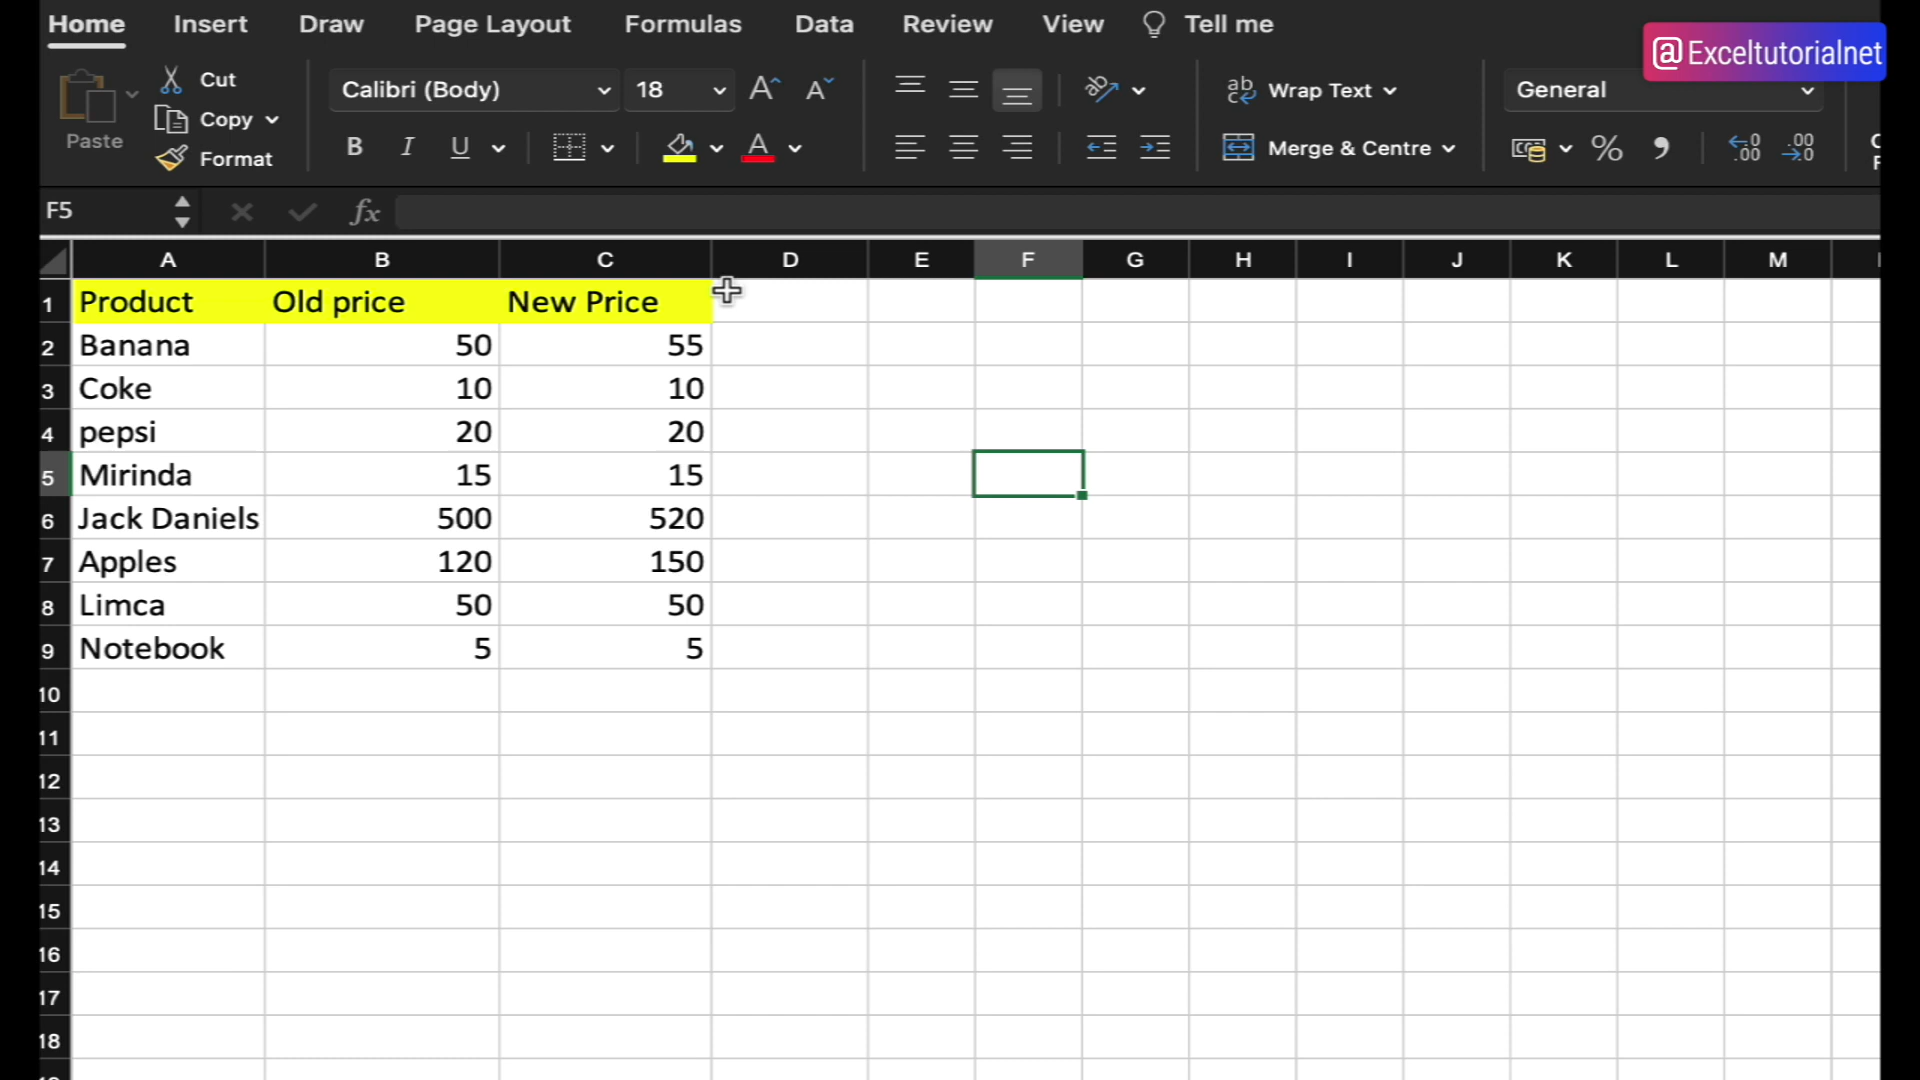 Home Insert Draw Page Layout Formulas Data Review View Tell me
@Exceltutorialnet
Cut
Copy
Format
Paste
Calibri (Body) 18 A A
B I U A
ab
Wrap Text
Merge & Centre
General
% .00 .00
F5 fx
A B C D E F G H I J K L M
1 Product Old price New Price
2 Banana 50 55
3 Coke 10 10
4 pepsi 20 20
5 Mirinda 15 15
6 Jack Daniels 500 520
7 Apples 120 150
8 Limca 50 50
9 Notebook 5 5
10
11
12
13
14
15
16
17
18